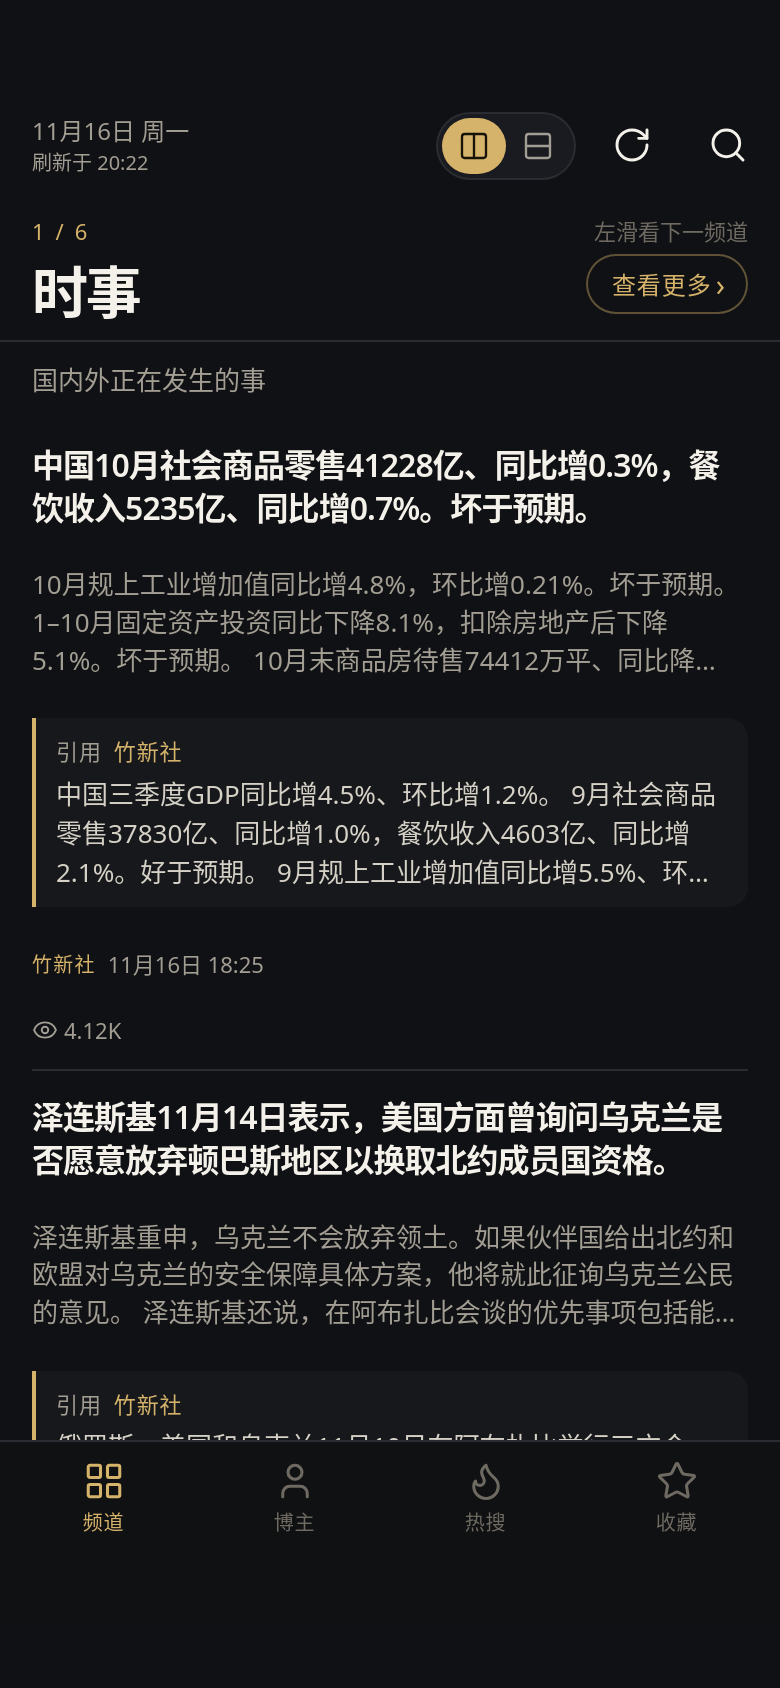 11月16日 周一
刷新于 20:22
1 / 6
左滑看下一频道
时事
查看更多 ›
国内外正在发生的事
中国10月社会商品零售41228亿、同比增0.3%，餐
饮收入5235亿、同比增0.7%。坏于预期。
10月规上工业增加值同比增4.8%，环比增0.21%。坏于预期。
1–10月固定资产投资同比下降8.1%，扣除房地产后下降
5.1%。坏于预期。 10月末商品房待售74412万平、同比降...
引用 竹新社
中国三季度GDP同比增4.5%、环比增1.2%。 9月社会商品
零售37830亿、同比增1.0%，餐饮收入4603亿、同比增
2.1%。好于预期。 9月规上工业增加值同比增5.5%、环...
竹新社 11月16日 18:25
4.12K
泽连斯基11月14日表示，美国方面曾询问乌克兰是
否愿意放弃顿巴斯地区以换取北约成员国资格。
泽连斯基重申，乌克兰不会放弃领土。如果伙伴国给出北约和
欧盟对乌克兰的安全保障具体方案，他将就此征询乌克兰公民
的意见。 泽连斯基还说，在阿布扎比会谈的优先事项包括能...
引用 竹新社
频道
博主
热搜
收藏